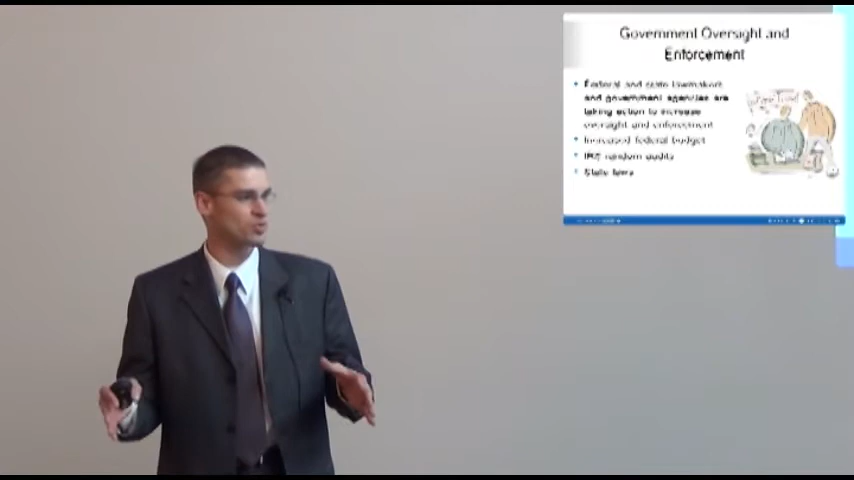 Government Oversight and
Enforcement
Federal and state lawmakers
and government agencies are
taking action to increase
oversight and enforcement
Increased federal budget
IRS random audits
State laws